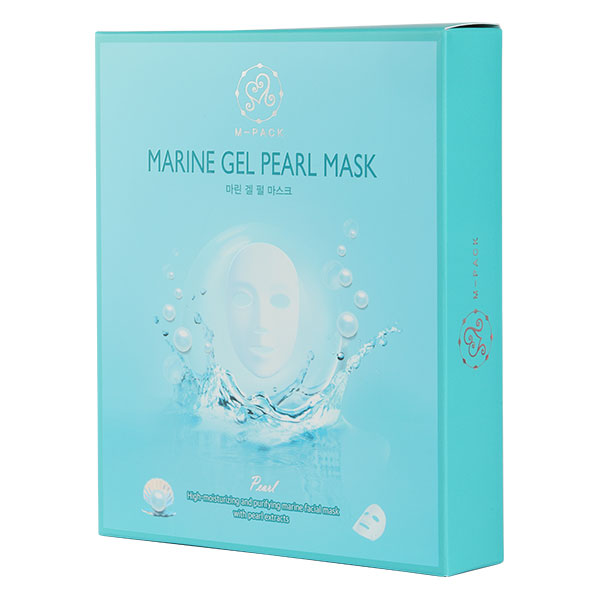 M-PACK
MARINE GEL PEARL MASK
마린 겔 펄 마스크
Pearl
High-moisturizing and purifying marine facial mask
with pearl extracts
M-PACK